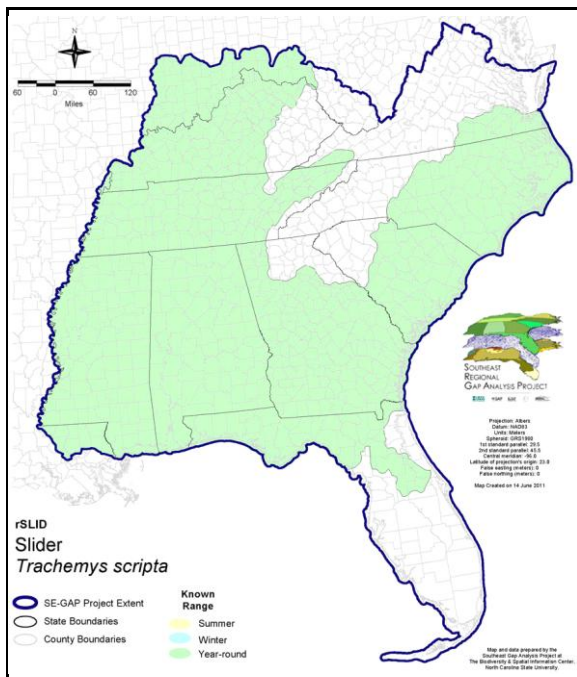 N
60 0 60 120
Miles
SOUTHEAST
REGIONAL
GAP ANALYSIS PROJECT
Projection: Albers
Datum: NAD83
Units: Meters
Spheroid: GRS1980
1st standard parallel: 29.5
2nd standard parallel: 45.5
Central meridian: -96.0
Latitude of projection's origin: 23.0
False easting (meters): 0
False northing (meters): 0
Map Created on 14 June 2011
rSLID
Slider
Trachemys scripta
SE-GAP Project Extent
State Boundaries
County Boundaries
Known
Range
Summer
Winter
Year-round
Map and data prepared by the
Southeast Gap Analysis Project at
The Biodiversity & Spatial Information Center,
North Carolina State University.